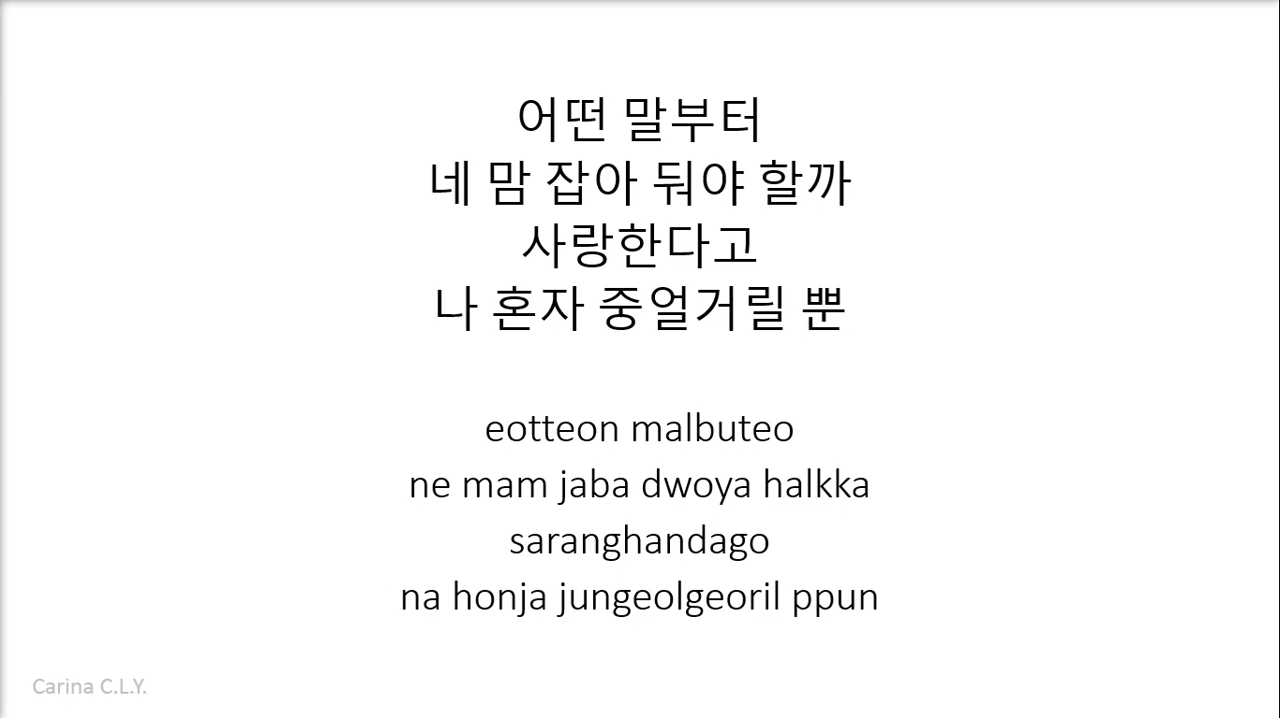 어떤 말부터
네 맘 잡아 둬야 할까
사랑한다고
나 혼자 중얼거릴 뿐
eotteon malbuteo
ne mam jaba dwoya halkka
saranghandago
na honja jungeolgeoril ppun
Carina C.L.Y.